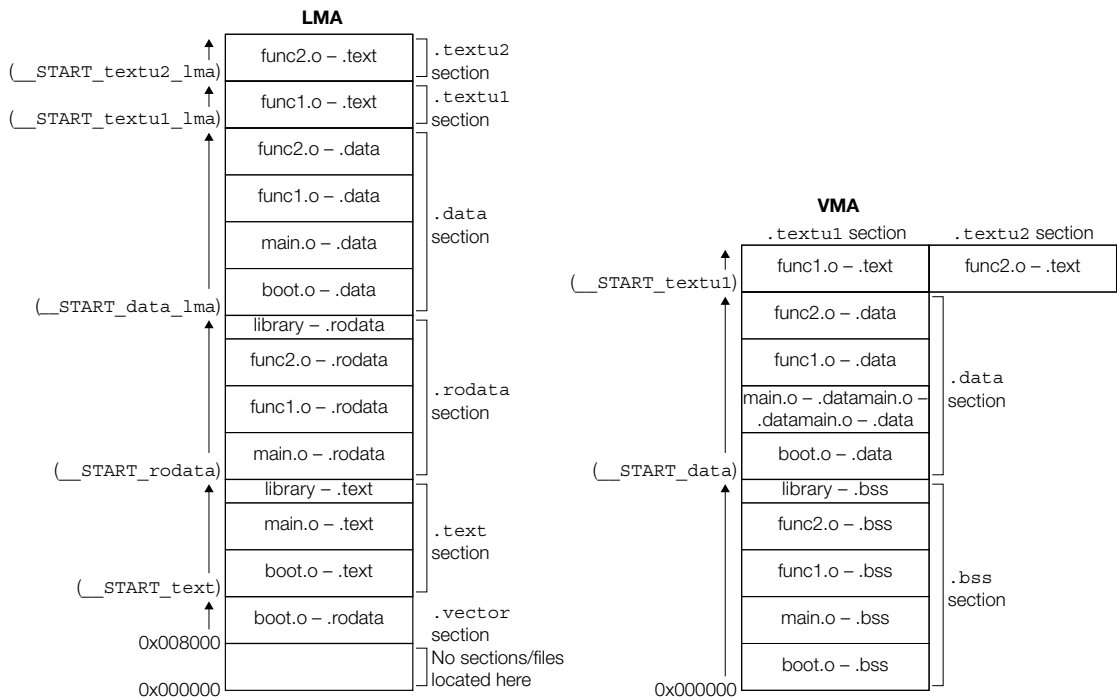 LMA
func2.o – .text
.textu2
section
(__START_textu2_lma)
func1.o – .text
.textu1
section
(__START_textu1_lma)
func2.o – .data
func1.o – .data
main.o – .data
boot.o – .data
.data
section
(__START_data_lma)
library – .rodata
func2.o – .rodata
func1.o – .rodata
main.o – .rodata
.rodata
section
(__START_rodata)
library – .text
main.o – .text
boot.o – .text
.text
section
(__START_text)
boot.o – .rodata
.vector
section
0x008000
No sections/files
located here
0x000000
VMA
.textu1 section
.textu2 section
func1.o – .text
func2.o – .text
(__START_textu1)
func2.o – .data
func1.o – .data
main.o – .datamain.o –
.datamain.o – .data
boot.o – .data
.data
section
(__START_data)
library – .bss
func2.o – .bss
func1.o – .bss
main.o – .bss
boot.o – .bss
.bss
section
0x000000